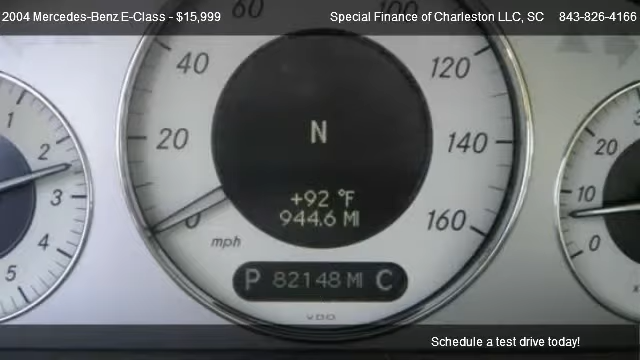 2004 Mercedes-Benz E-Class - $15,999 Special Finance of Charleston LLC, SC 843-826-4166
60 100
40 120
20 N 140
+92 °F
944.6 MI
0 160
mph
P 82148 MI C
VDO
1
2
3
4
5
20
10
0
x
Schedule a test drive today!